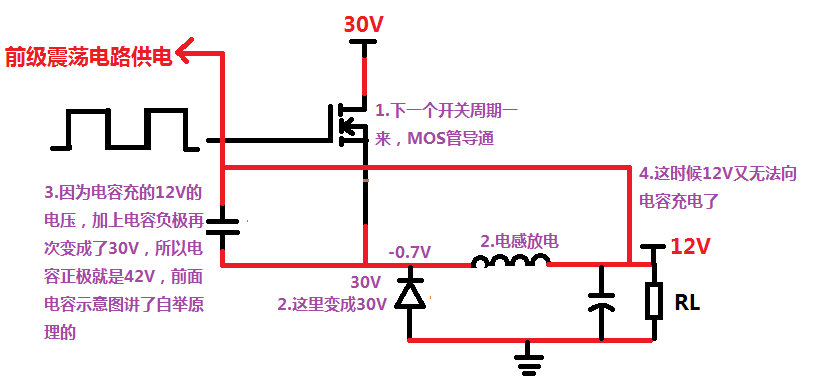 30V
前级震荡电路供电
1.下一个开关周期一
来，MOS管导通
3.因为电容充的12V的
电压，加上电容负极再
次变成了30V，所以电
容正极就是42V，前面
电容示意图讲了自举原
理的
4.这时候12V又无法向
电容充电了
-0.7V
2.电感放电
12V
30V
2.这里变成30V
RL